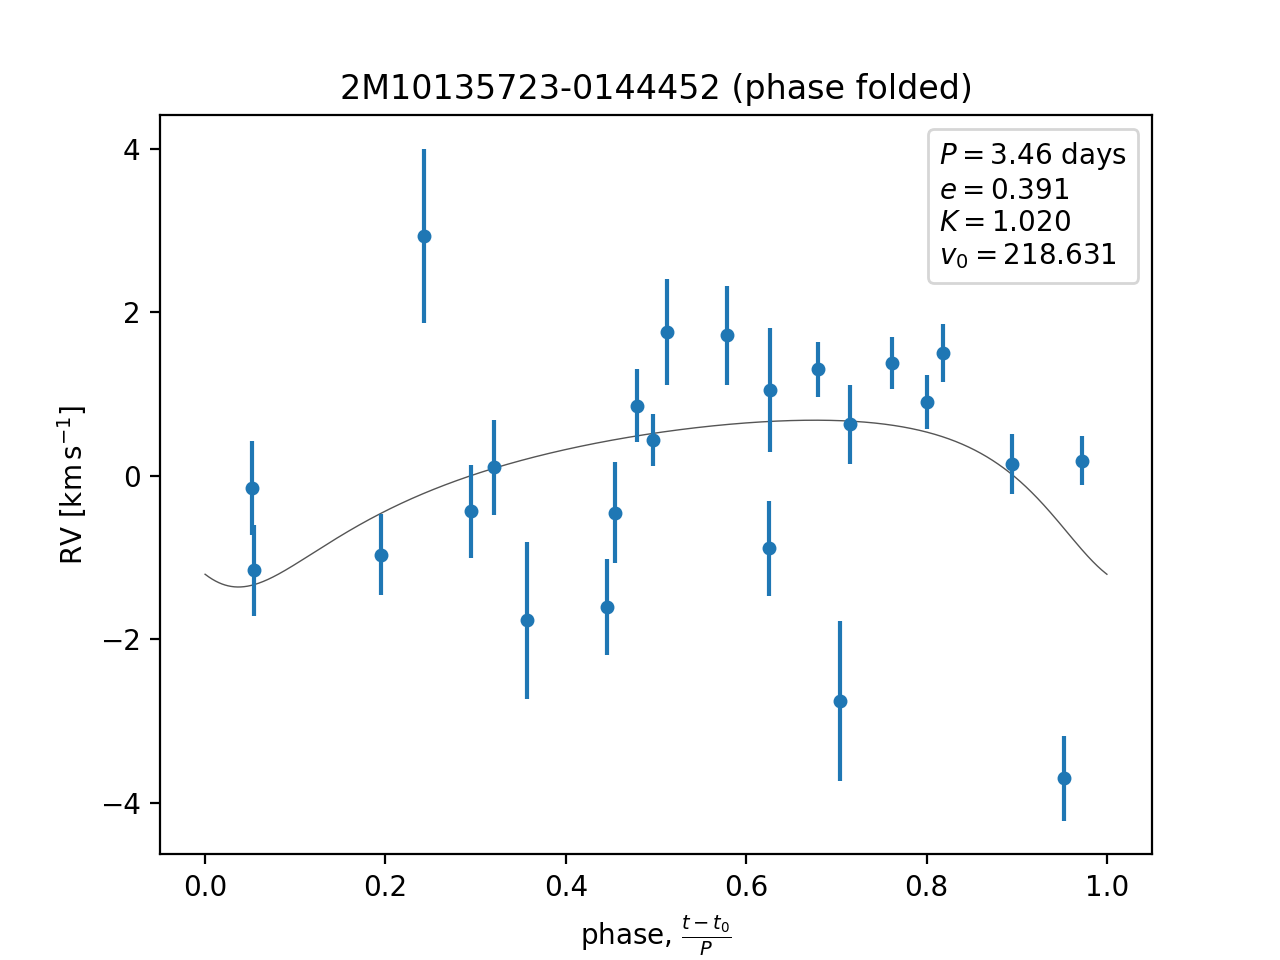 2M10135723-0144452 (phase folded)
P = 3.46 days
e = 0.391
K = 1.020
v₀ = 218.631
4
2
0
−2
−4
RV [km s⁻¹]
0.0 0.2 0.4 0.6 0.8 1.0
phase, (t − t₀)/P